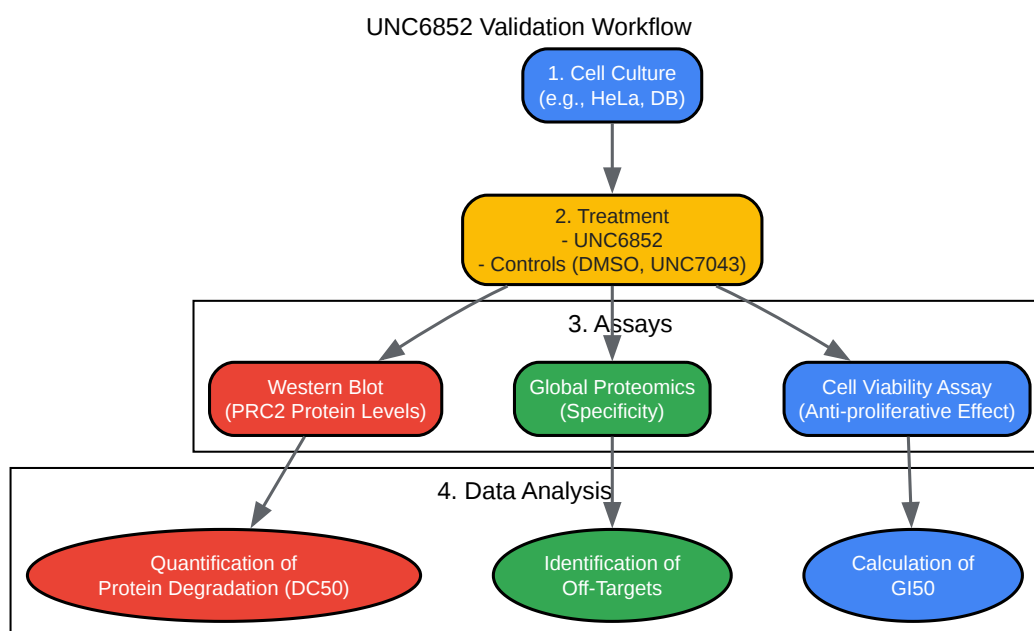 UNC6852 Validation Workflow
1. Cell Culture
(e.g., HeLa, DB)
2. Treatment
- UNC6852
- Controls (DMSO, UNC7043)
3. Assays
Western Blot
(PRC2 Protein Levels)
Global Proteomics
(Specificity)
Cell Viability Assay
(Anti-proliferative Effect)
4. Data Analysis
Quantification of
Protein Degradation (DC50)
Identification of
Off-Targets
Calculation of
GI50